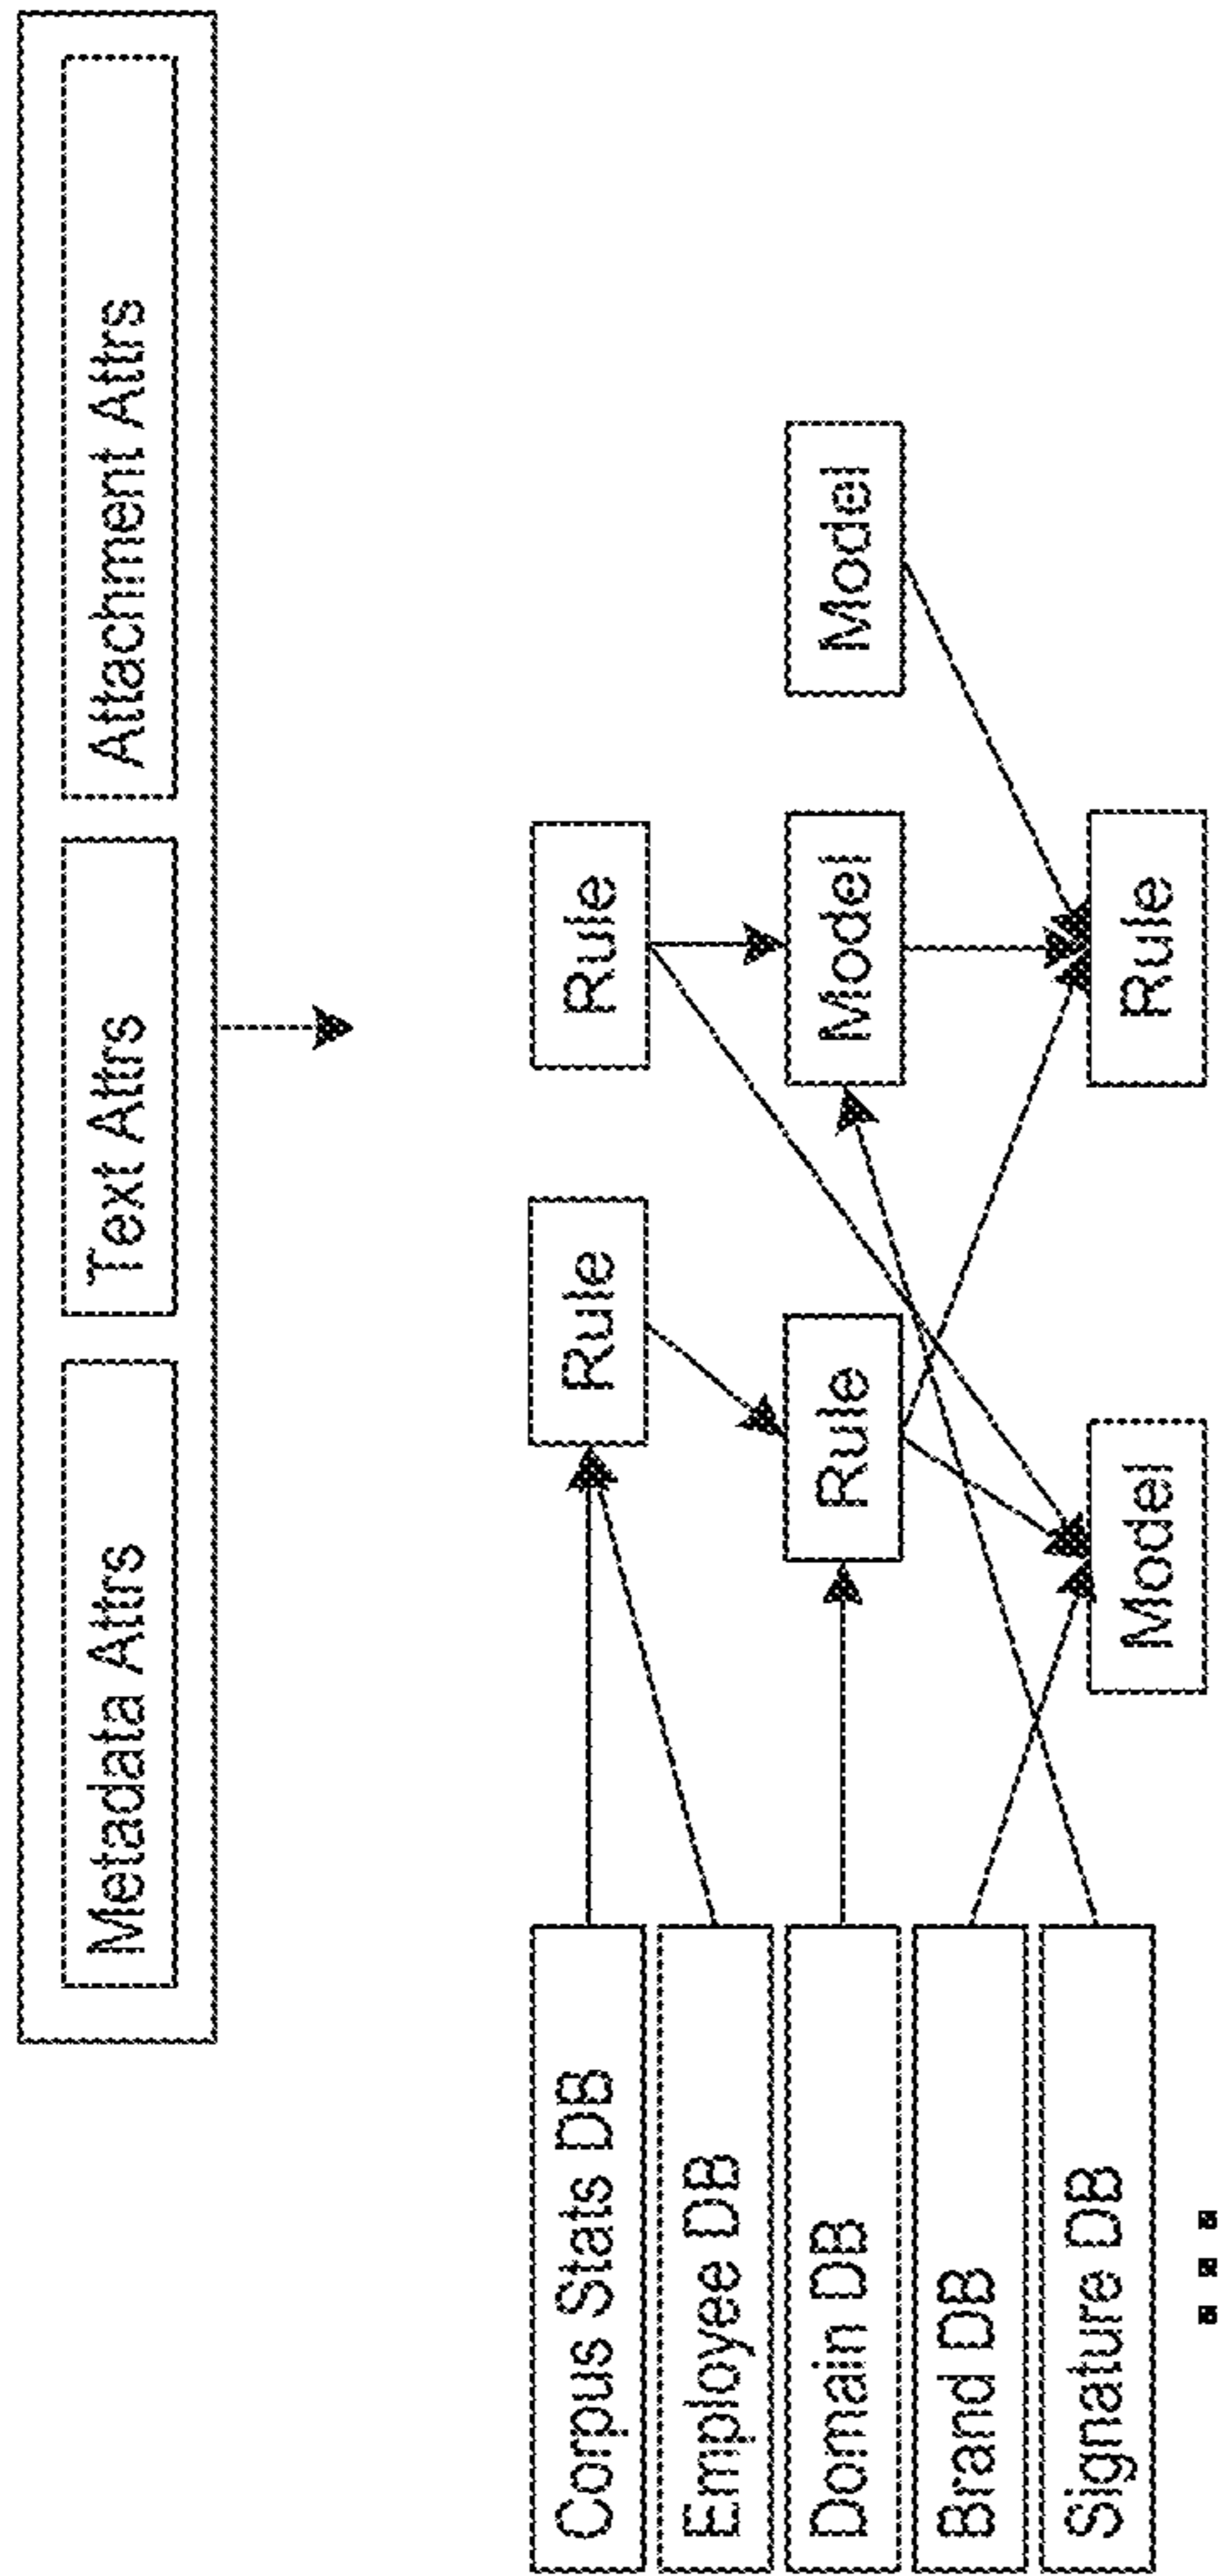 Metadata Attrs
Text Attrs
Attachment Attrs
Corpus Stats DB
Rule
Rule
Employee DB
Domain DB
Rule
Model
Model
Brand DB
Signature DB
Model
Rule